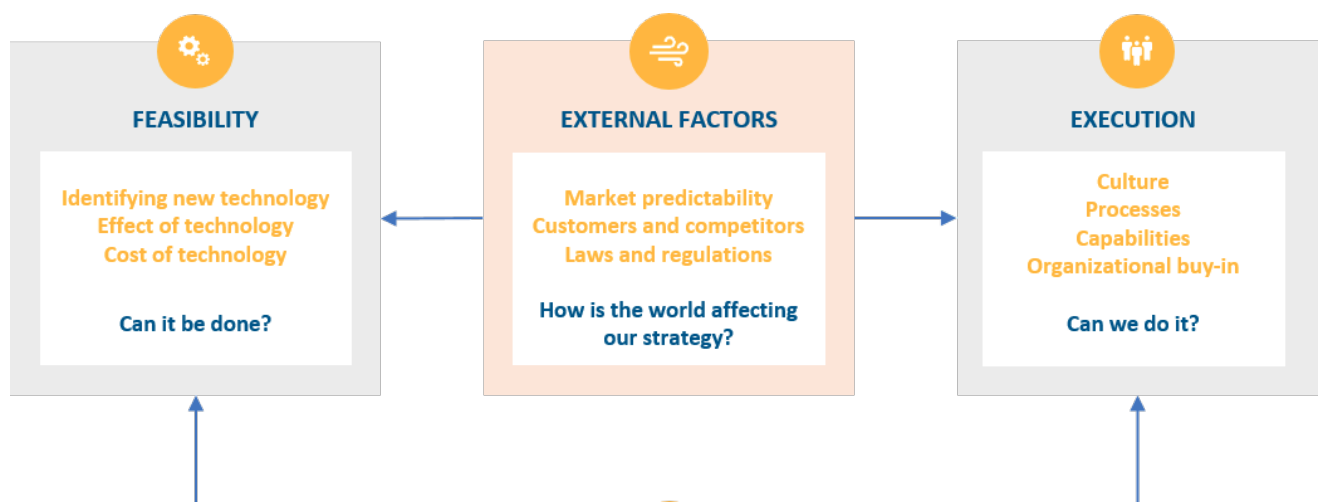 FEASIBILITY
Identifying new technology
Effect of technology
Cost of technology
Can it be done?
EXTERNAL FACTORS
Market predictability
Customers and competitors
Laws and regulations
How is the world affecting
our strategy?
EXECUTION
Culture
Processes
Capabilities
Organizational buy-in
Can we do it?